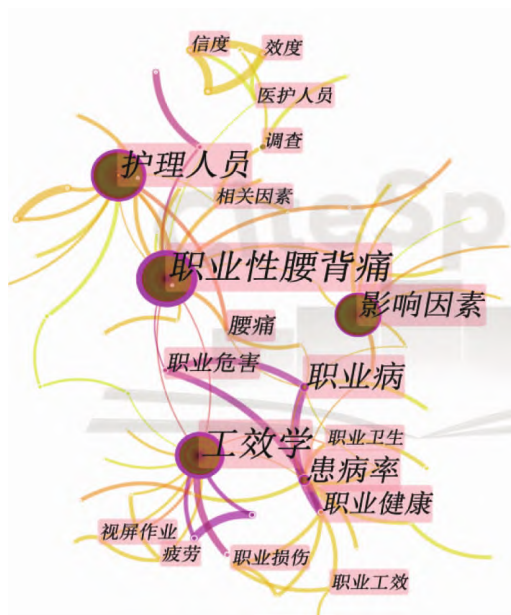 信度
效度
医护人员
调查
护理人员
相关因素
职业性腰背痛
影响因素
腰痛
职业危害
职业病
职业卫生
工效学
患病率
职业健康
视屏作业
疲劳
职业损伤
职业工效
iteSp